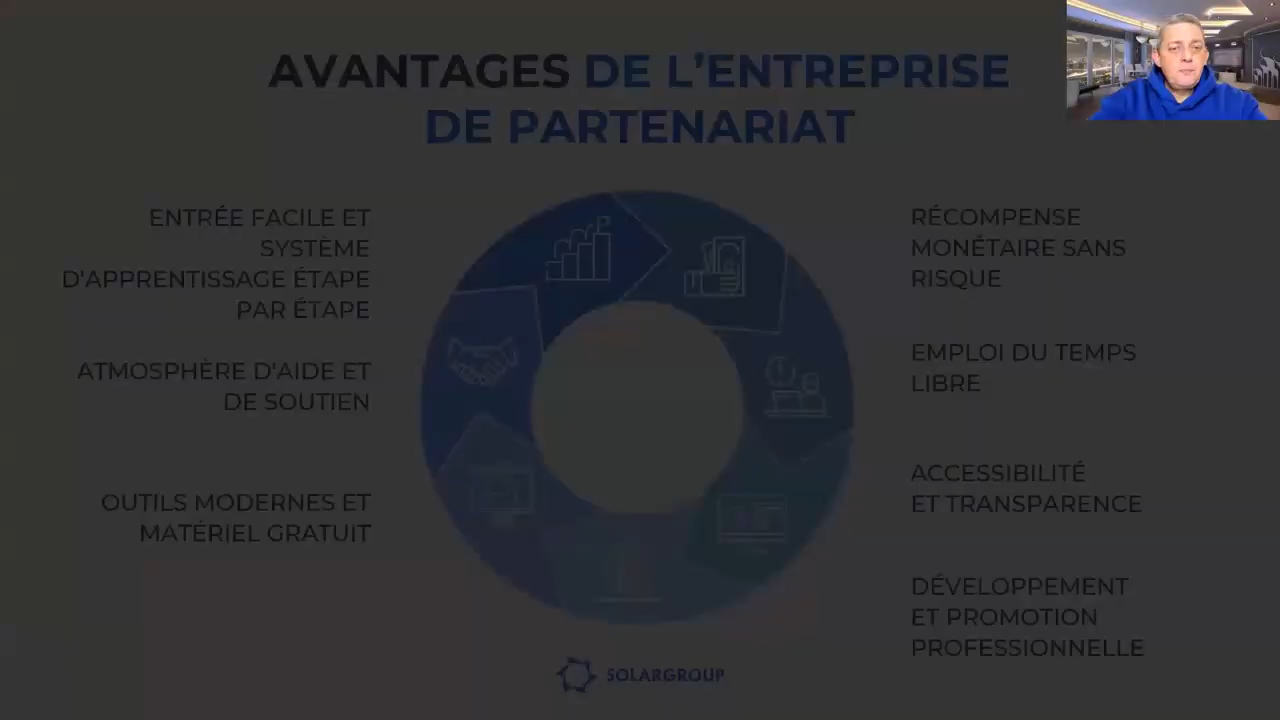 AVANTAGES DE L'ENTREPRISE
DE PARTENARIAT
ENTRÉE FACILE ET
SYSTÈME
D'APPRENTISSAGE ÉTAPE
PAR ÉTAPE
ATMOSPHÈRE D'AIDE ET
DE SOUTIEN
OUTILS MODERNES ET
MATÉRIEL GRATUIT
RÉCOMPENSE
MONÉTAIRE SANS
RISQUE
EMPLOI DU TEMPS
LIBRE
ACCESSIBILITÉ
ET TRANSPARENCE
DÉVELOPPEMENT
ET PROMOTION
PROFESSIONNELLE
SOLARGROUP